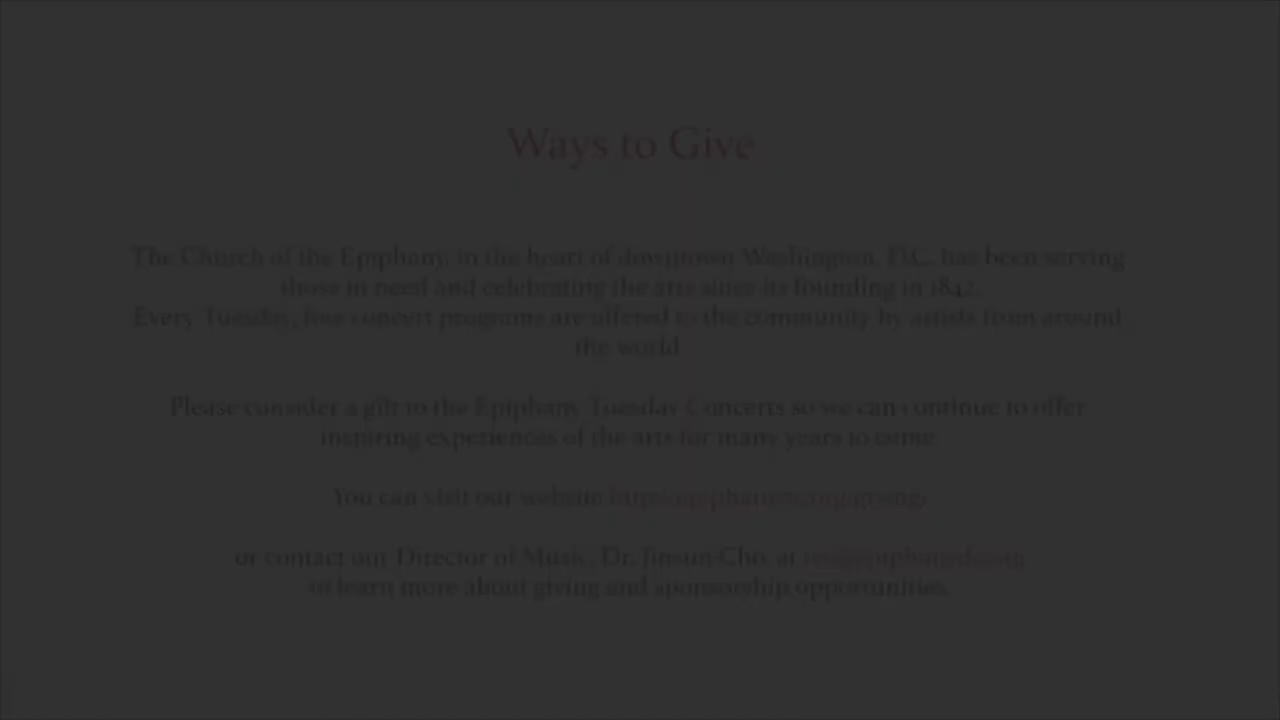 Ways to Give
The Church of the Epiphany, in the heart of downtown Washington, D.C. has been serving
those in need and celebrating the arts since its founding in 1842.
Every Tuesday, free concert programs are offered to the community by artists from around
the world
Please consider a gift to the Epiphany Tuesday Concerts so we can continue to offer
inspiring experiences of the arts for many years to come
You can visit our website
or contact our Director of Music, Dr. Jinsun Cho, at
to learn more about giving and sponsorship opportunities.